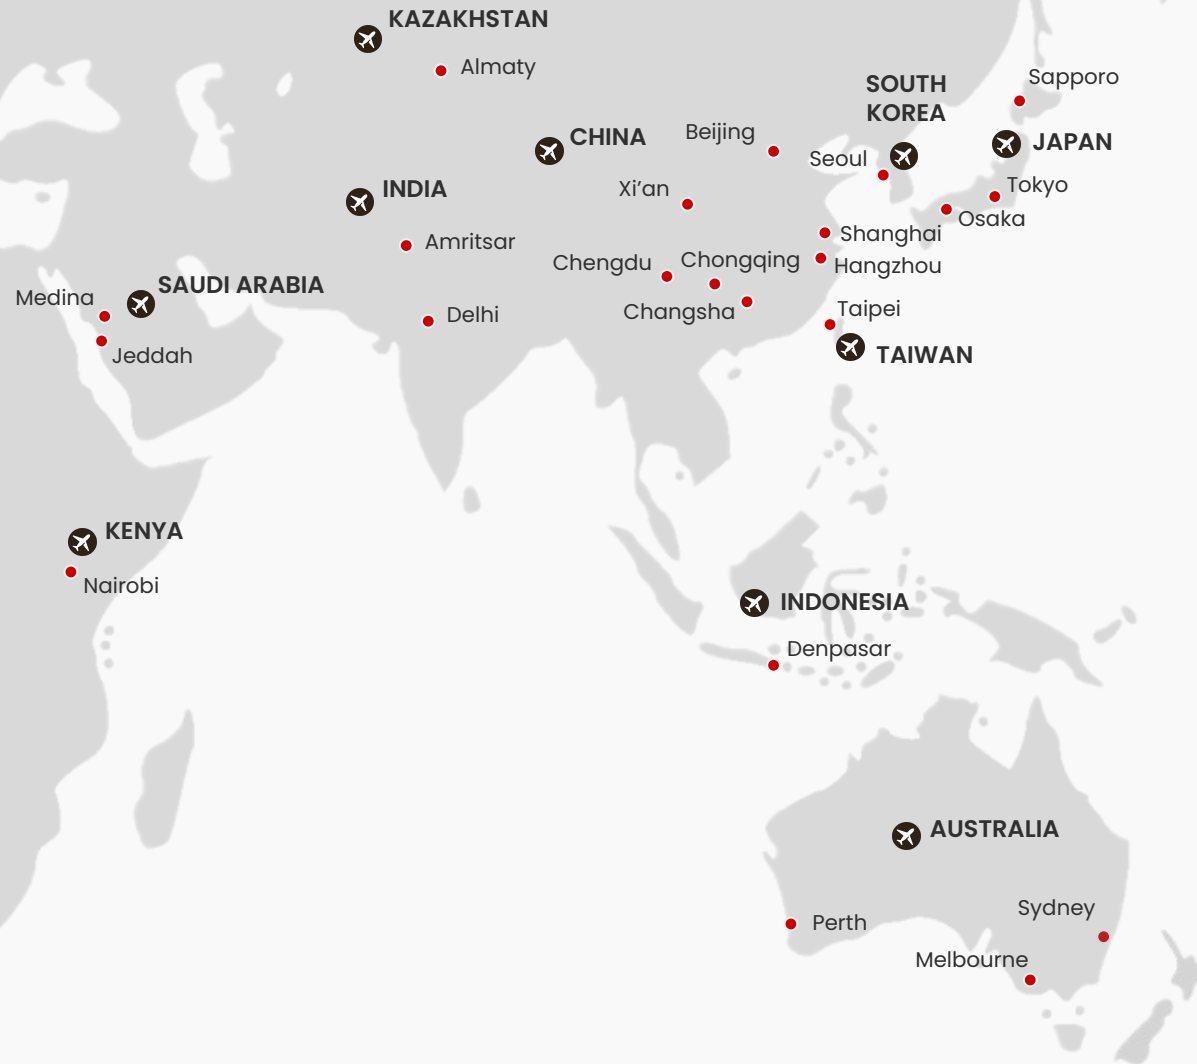 KAZAKHSTAN
Almaty
Sapporo
SOUTH
KOREA
CHINA
Beijing
JAPAN
Seoul
INDIA
Xi’an
Tokyo
Osaka
Amritsar
Shanghai
Chengdu
Chongqing
Hangzhou
SAUDI ARABIA
Medina
Delhi
Changsha
Taipei
Jeddah
TAIWAN
KENYA
Nairobi
INDONESIA
Denpasar
AUSTRALIA
Sydney
Perth
Melbourne